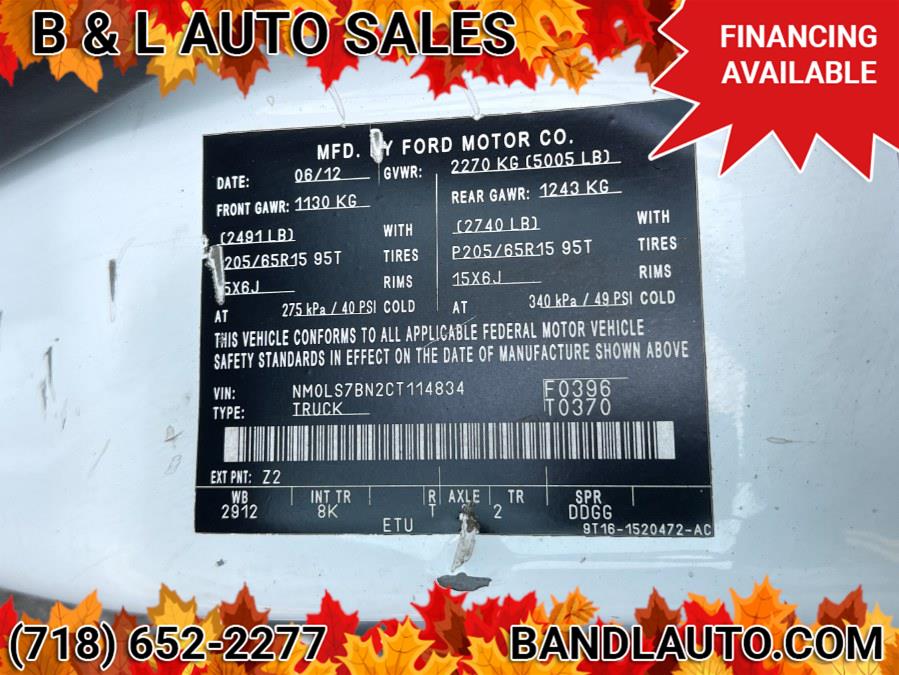 B & L AUTO SALES
FINANCING
AVAILABLE
MFD. BY FORD MOTOR CO.
DATE: 06/12 GVWR: 2270 KG (5005 LB)
FRONT GAWR: 1130 KG REAR GAWR: 1243 KG
(2491 LB) WITH (2740 LB) WITH
P205/65R15 95T TIRES P205/65R15 95T TIRES
15X6J RIMS 15X6J RIMS
AT 275 kPa / 40 PSI COLD AT 340 kPa / 49 PSI COLD
THIS VEHICLE CONFORMS TO ALL APPLICABLE FEDERAL MOTOR VEHICLE
SAFETY STANDARDS IN EFFECT ON THE DATE OF MANUFACTURE SHOWN ABOVE
VIN: NM0LS7BN2CT114834 F0396
TYPE: TRUCK T0370
EXT PNT: Z2
WB INT TR R AXLE TR SPR
2912 8K T 2 DDGG
ETU 9T16-1520472-AC
(718) 652-2277 BANDLAUTO.COM